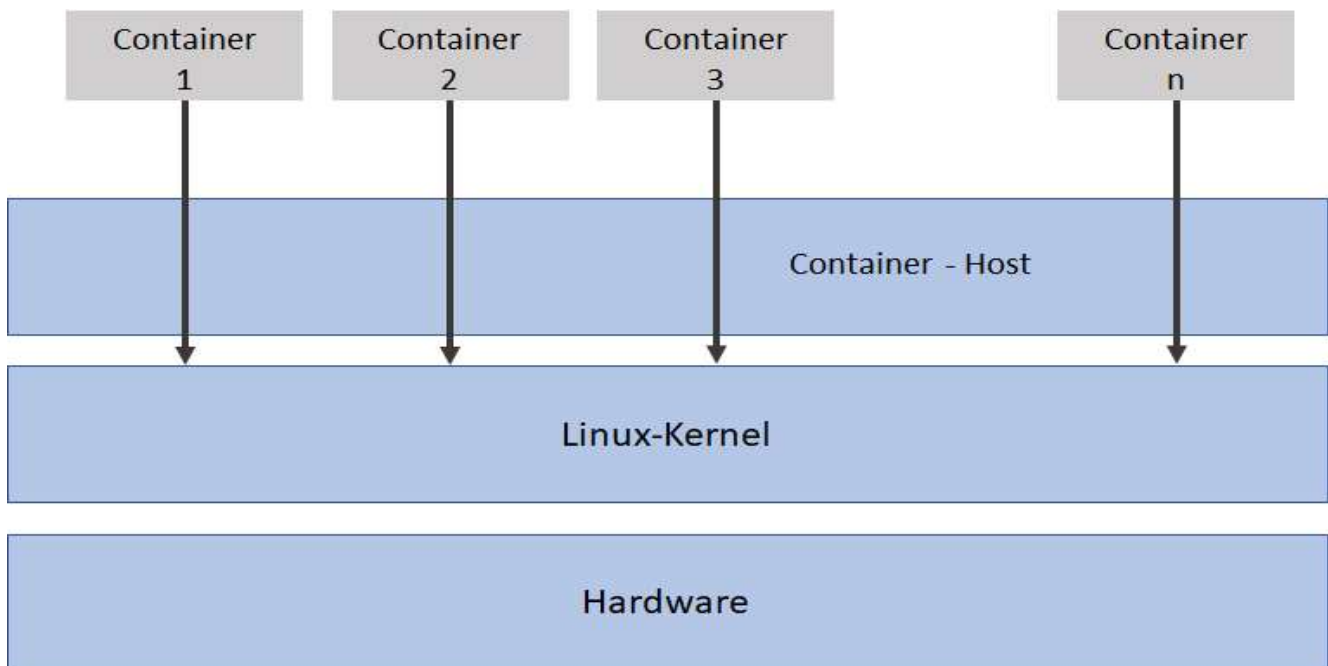 Container
1
Container
2
Container
3
Container
n
Container - Host
Linux-Kernel
Hardware